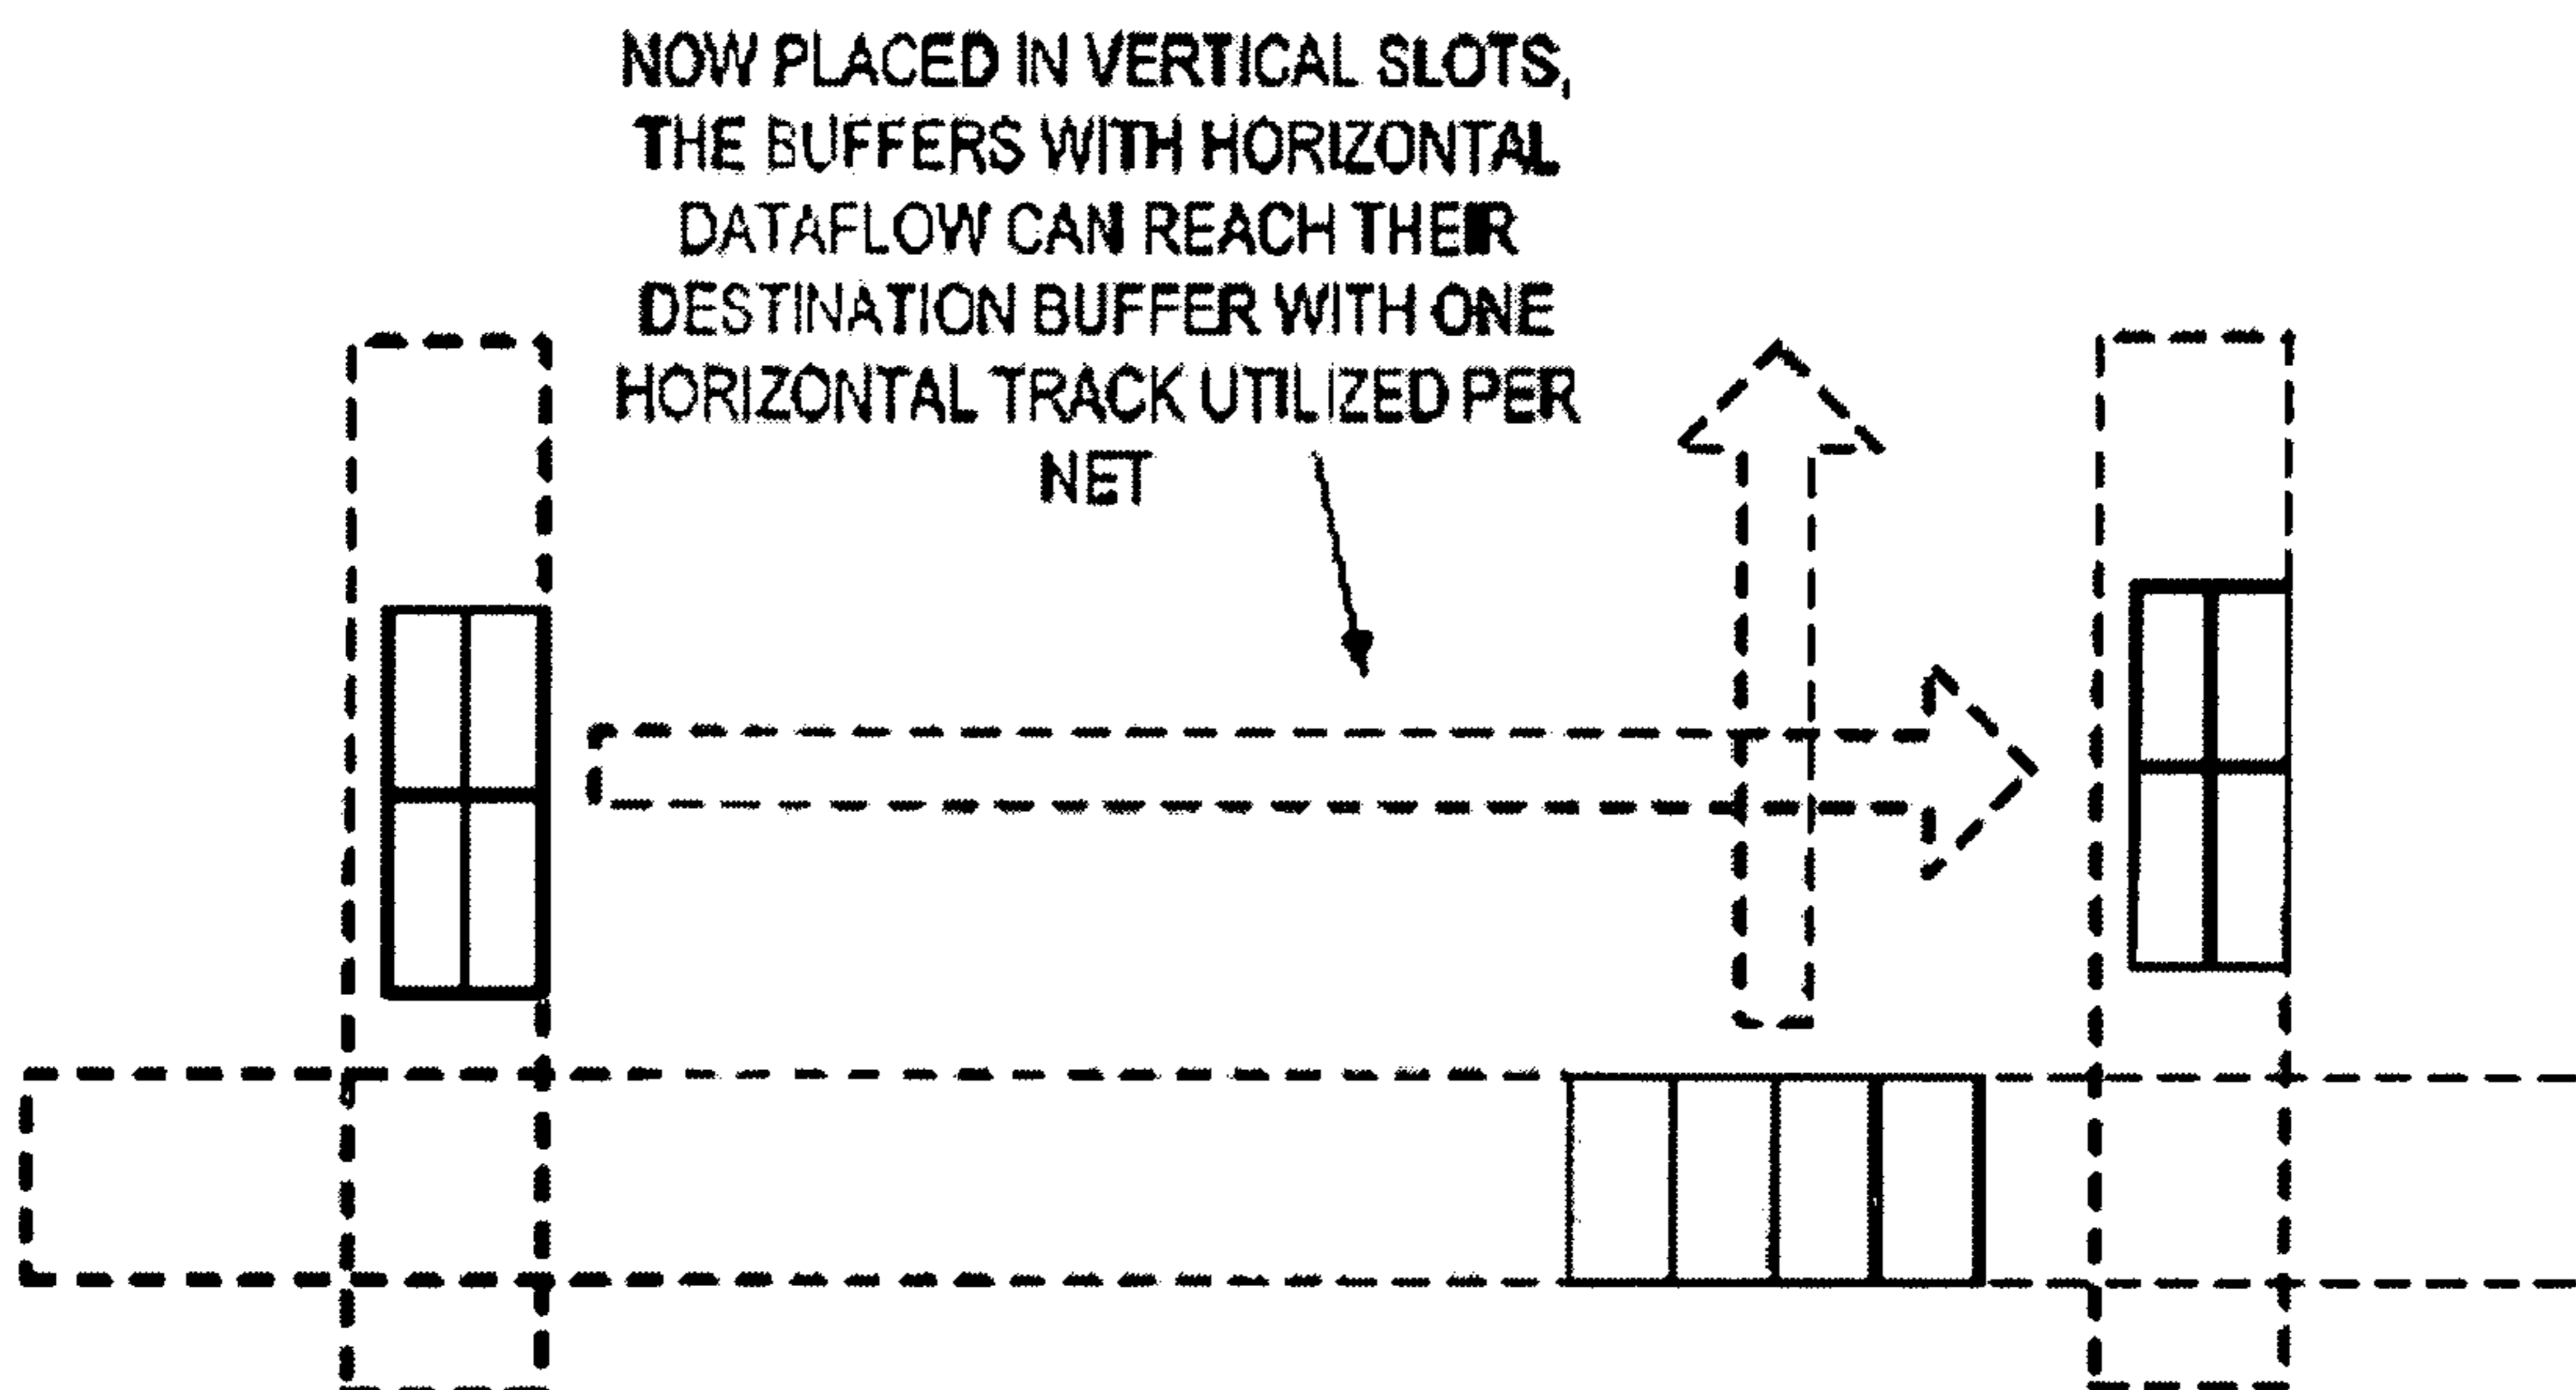 NOW PLACED IN VERTICAL SLOTS,
THE BUFFERS WITH HORIZONTAL
DATAFLOW CAN REACH THEIR
DESTINATION BUFFER WITH ONE
HORIZONTAL TRACK UTILIZED PER
NET